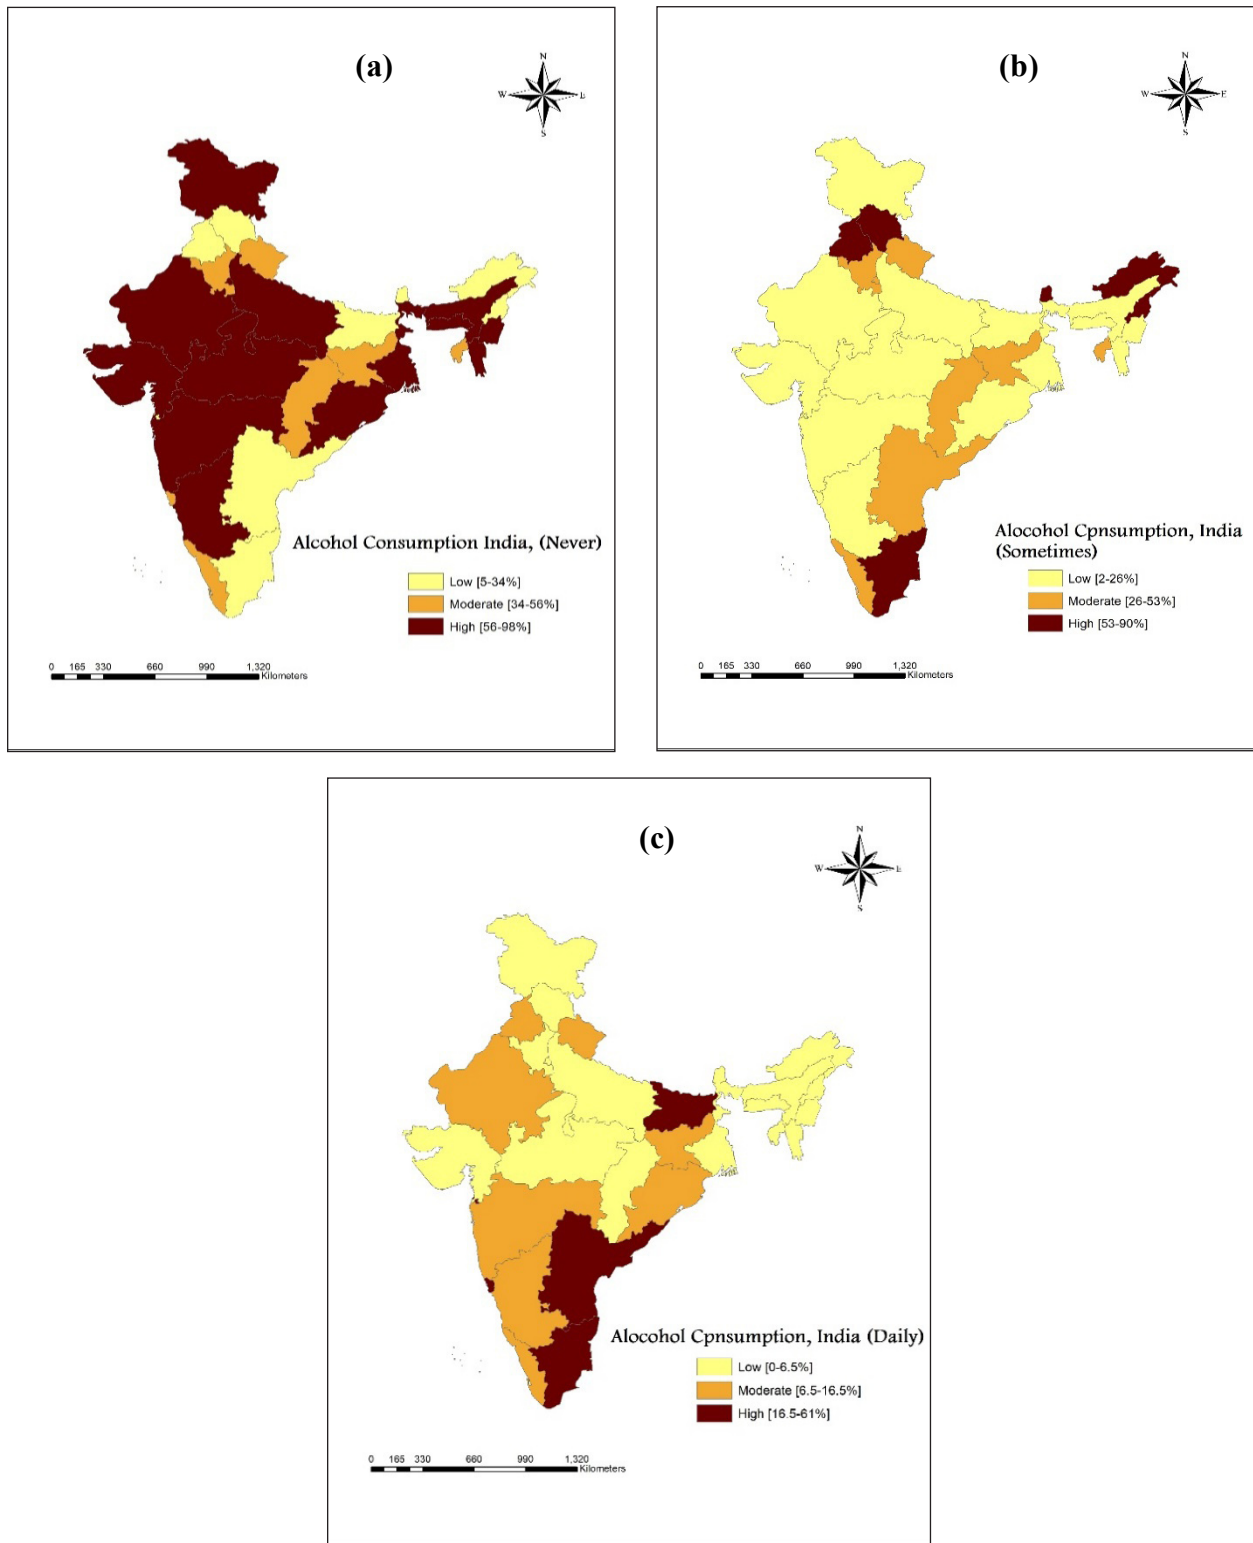 (a)
N
W E
S
Alcohol Consumption India, (Never)
Low [5-34%]
Moderate [34-56%]
High [56-98%]
0 165 330 660 990 1,320
Kilometers
(b)
N
W E
S
Alocohol Cpnsumption, India
(Sometimes)
Low [2-26%]
Moderate [26-53%]
High [53-90%]
0 165 330 660 990 1,320
Kilometers
(c)
N
W E
S
Alocohol Cpnsumption, India (Daily)
Low [0-6.5%]
Moderate [6.5-16.5%]
High [16.5-61%]
0 165 330 660 990 1,320
Kilometers